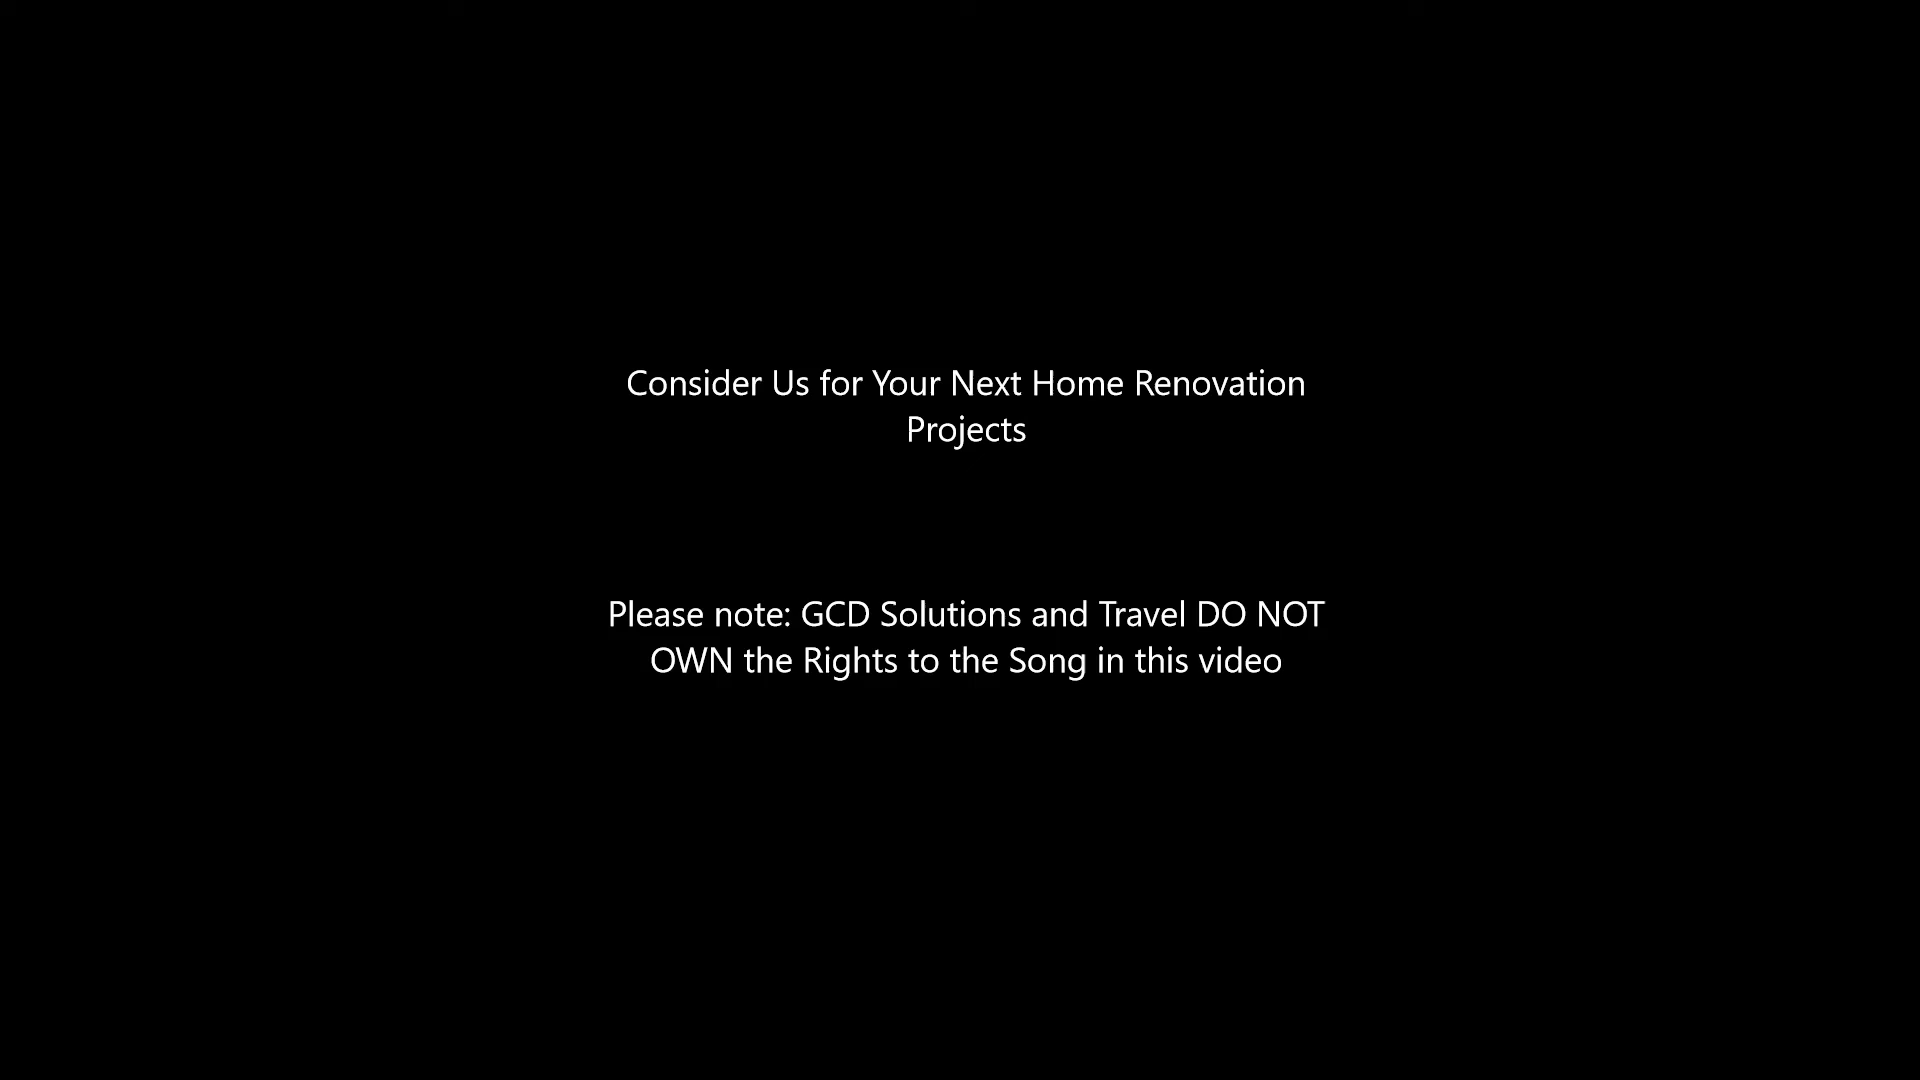 Consider Us for Your Next Home Renovation
Projects
Please note: GCD Solutions and Travel DO NOT
OWN the Rights to the Song in this video